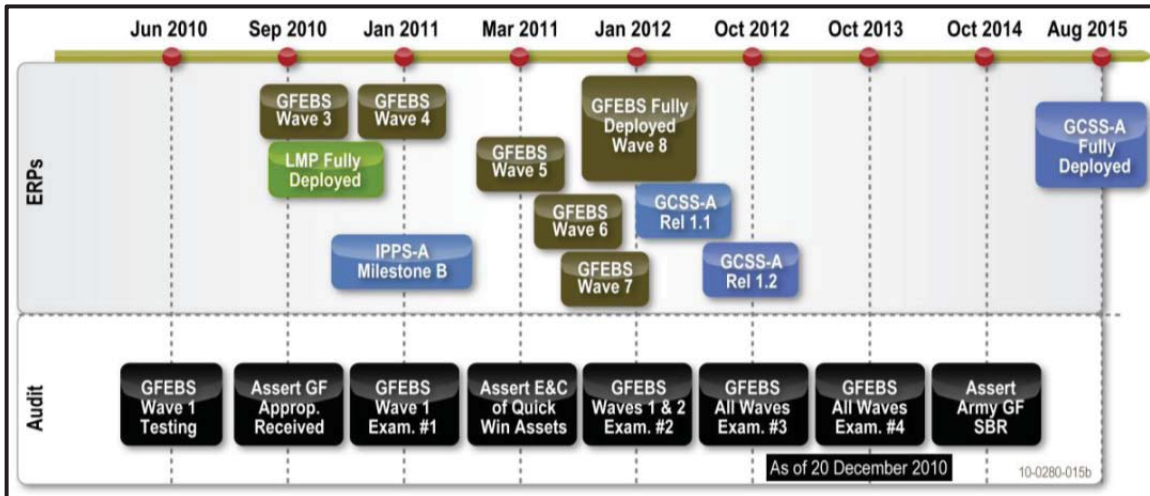 Jun 2010
Sep 2010
Jan 2011
Mar 2011
Jan 2012
Oct 2012
Oct 2013
Oct 2014
Aug 2015
ERPs
GFEBS
Wave 3
GFEBS
Wave 4
LMP Fully
Deployed
IPPS-A
Milestone B
GFEBS
Wave 5
GFEBS
Wave 6
GFEBS
Wave 7
GFEBS Fully
Deployed
Wave 8
GCSS-A
Rel 1.1
GCSS-A
Rel 1.2
GCSS-A
Fully
Deployed
Audit
GFEBS
Wave 1
Testing
Assert GF
Approp.
Received
GFEBS
Wave 1
Exam. #1
Assert E&C
of Quick
Win Assets
GFEBS
Waves 1 & 2
Exam. #2
GFEBS
All Waves
Exam. #3
GFEBS
All Waves
Exam. #4
Assert
Army GF
SBR
As of 20 December 2010
10-0280-015b